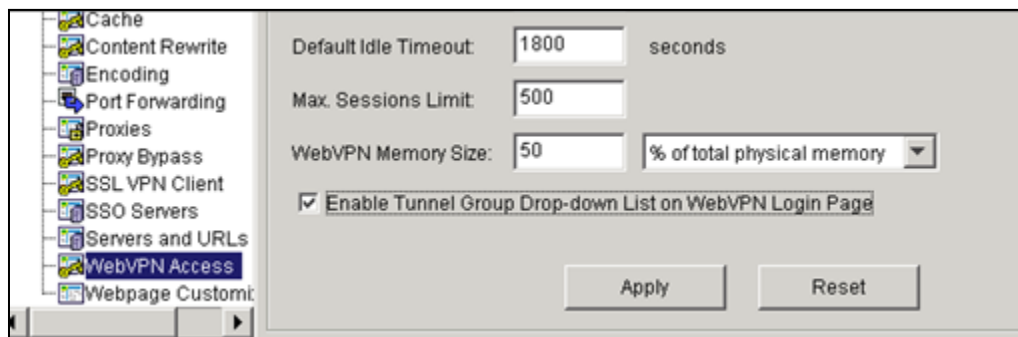 Cache
Content Rewrite
Encoding
Port Forwarding
Proxies
Proxy Bypass
SSL VPN Client
SSO Servers
Servers and URLs
WebVPN Access
Webpage Customiz
Default Idle Timeout: 1800 seconds
Max. Sessions Limit: 500
WebVPN Memory Size: 50 % of total physical memory
Enable Tunnel Group Drop-down List on WebVPN Login Page
Apply Reset